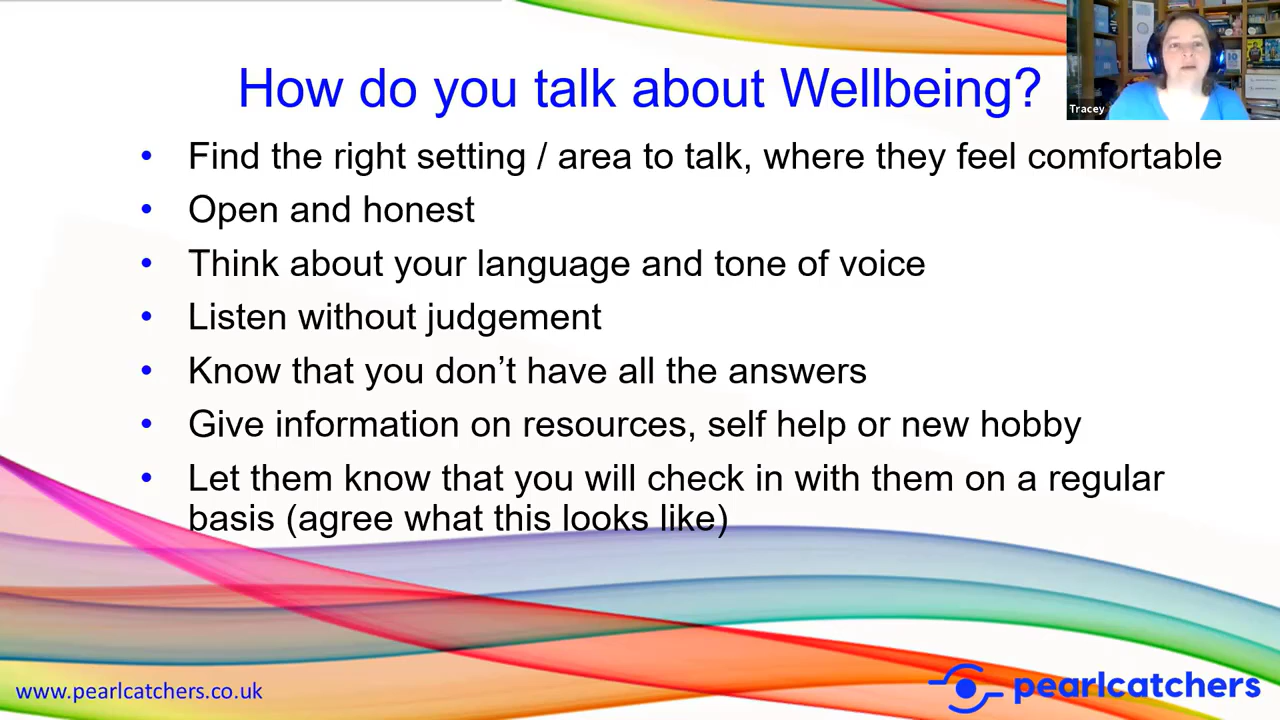 How do you talk about Wellbeing?
Tracey
• Find the right setting / area to talk, where they feel comfortable
• Open and honest
• Think about your language and tone of voice
• Listen without judgement
• Know that you don’t have all the answers
• Give information on resources, self help or new hobby
• Let them know that you will check in with them on a regular
basis (agree what this looks like)
www.pearlcatchers.co.uk
pearlcatchers